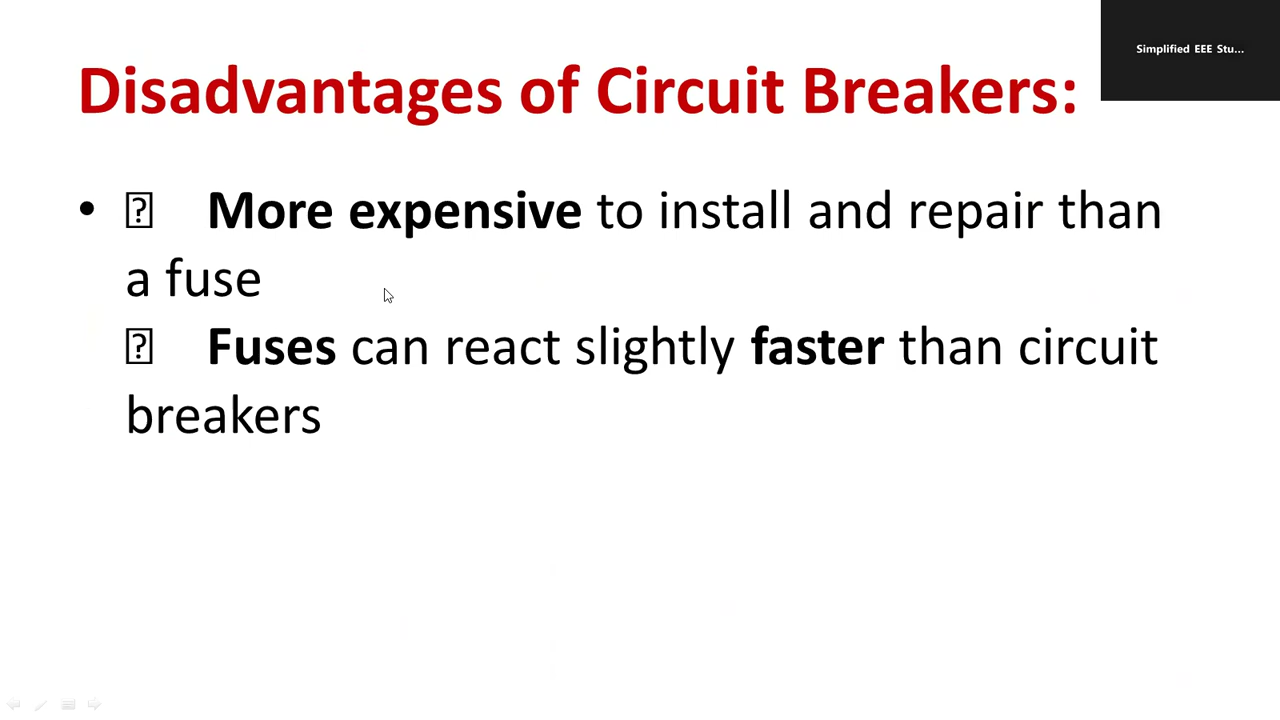 Simplified EEE Stu...
Disadvantages of Circuit Breakers:
• ⍰ More expensive to install and repair than
a fuse
⍰ Fuses can react slightly faster than circuit
breakers